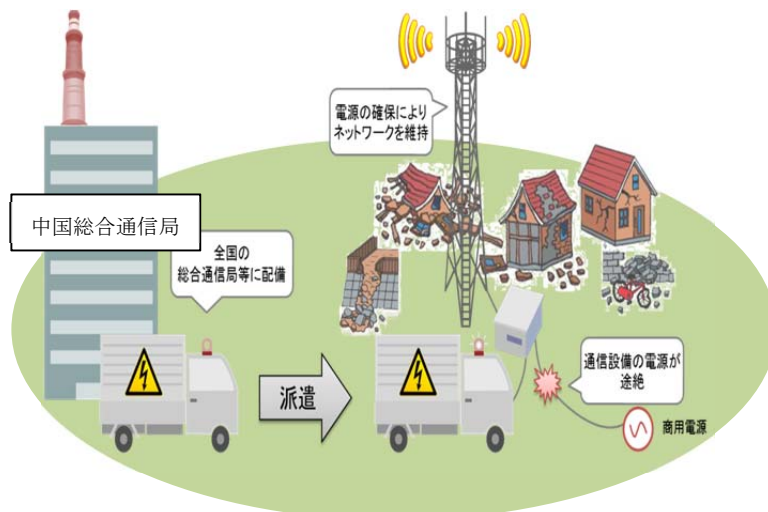 電源の確保により
ネットワークを維持
中国総合通信局
全国の
総合通信局等に配備
派遣
通信設備の電源が
途絶
商用電源